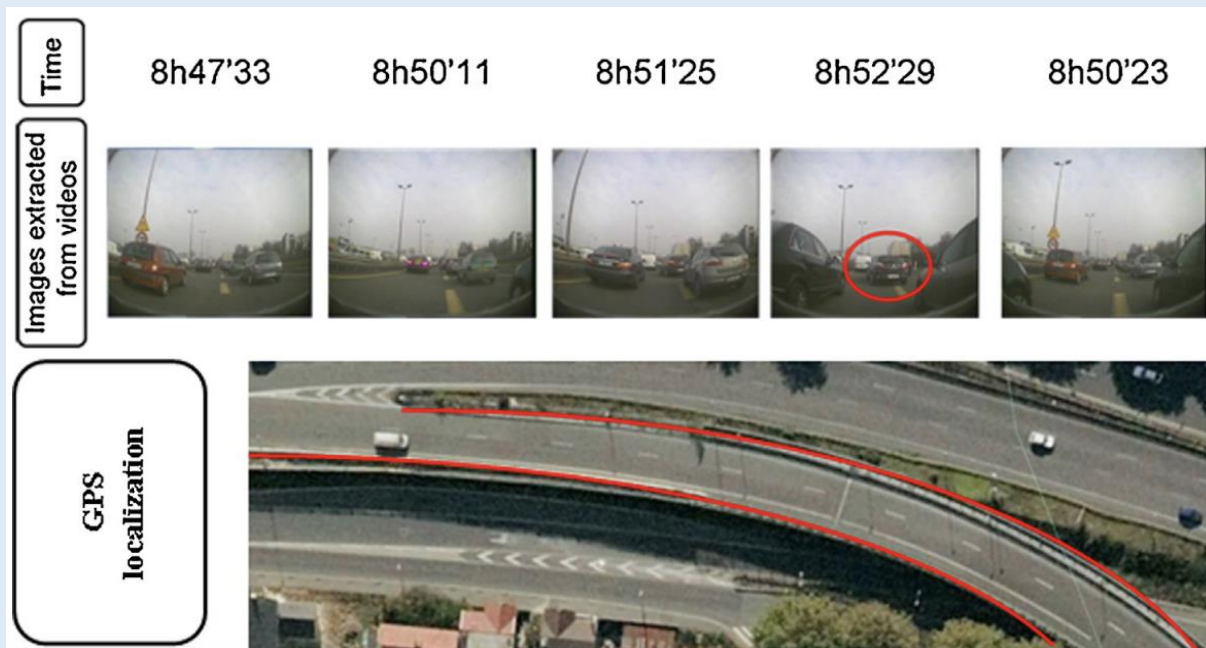 Time
8h47'33
8h50'11
8h51'25
8h52'29
8h50'23
Images extracted
from videos
GPS
localization